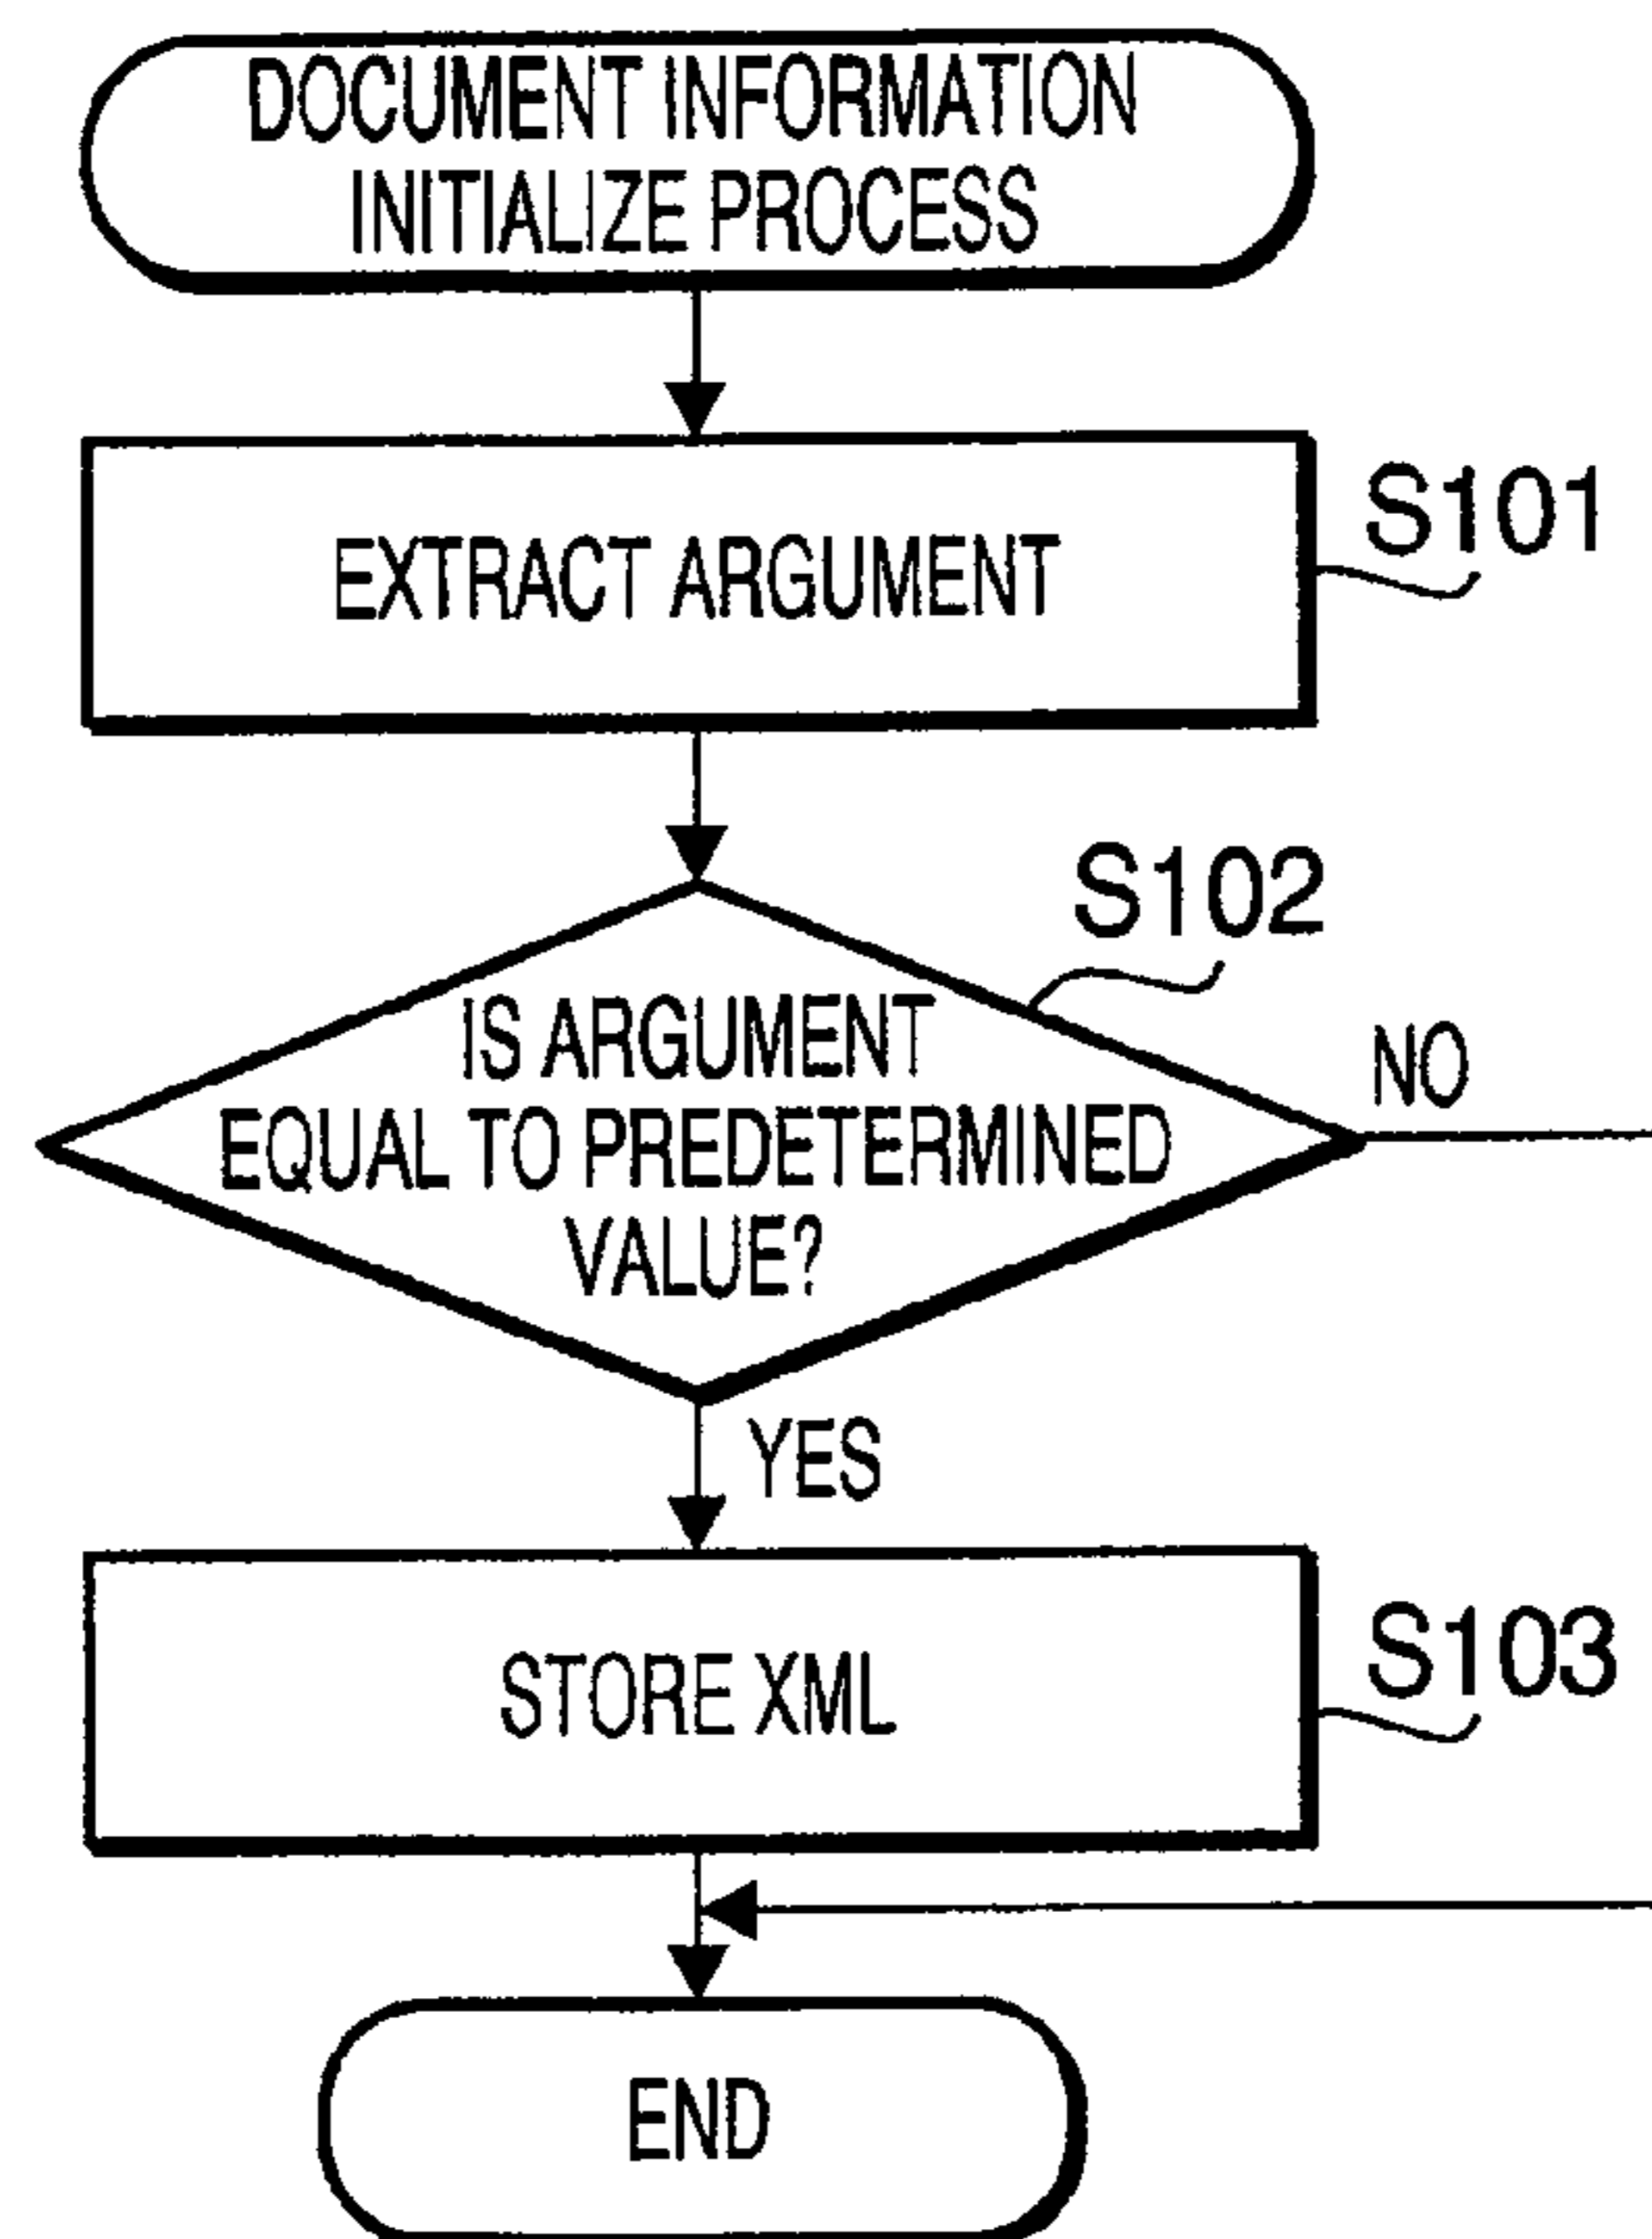 DOCUMENT INFORMATION
INITIALIZE PROCESS
EXTRACT ARGUMENT
S101
S102
IS ARGUMENT
EQUAL TO PREDETERMINED
VALUE?
NO
YES
STORE XML
S103
END